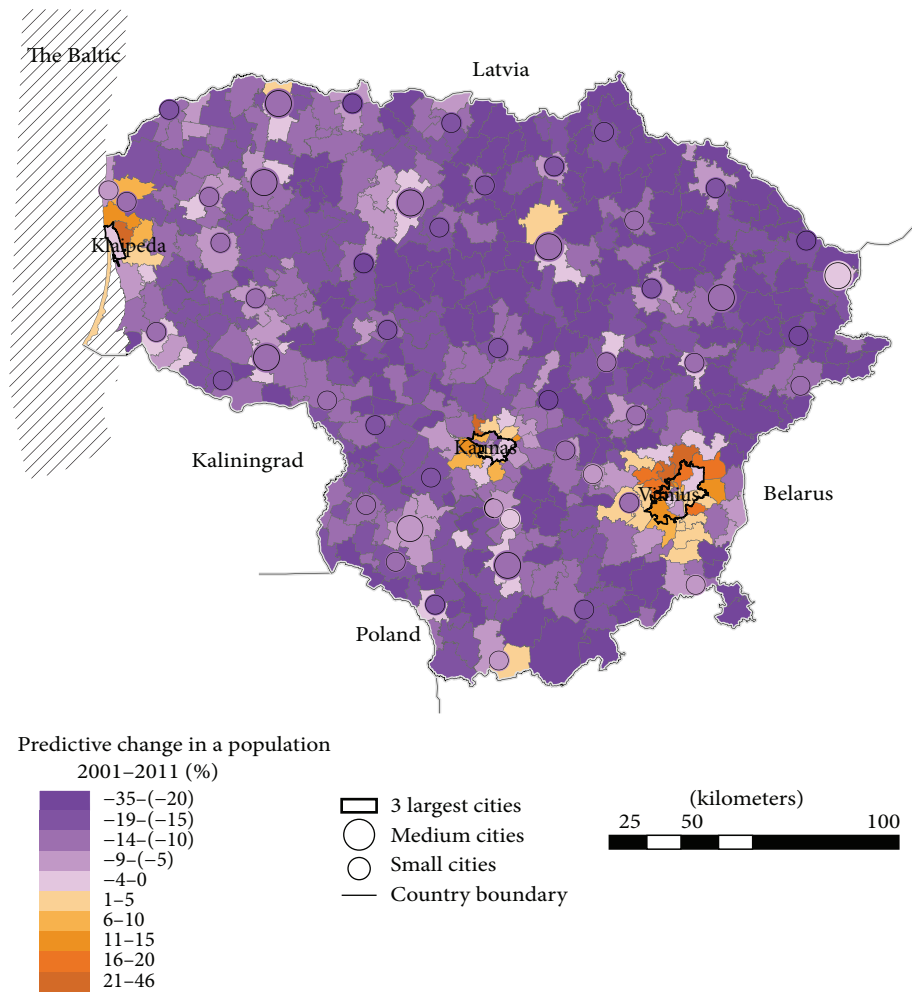 The Baltic
Latvia
Klaipeda
Kaunas
Kaliningrad
Vilnius
Belarus
Poland
Predictive change in a population
2001–2011 (%)
−35–(−20)
−19–(−15)
−14–(−10)
−9–(−5)
−4–0
1–5
6–10
11–15
16–20
21–46
3 largest cities
Medium cities
Small cities
Country boundary
(kilometers)
25 50 100